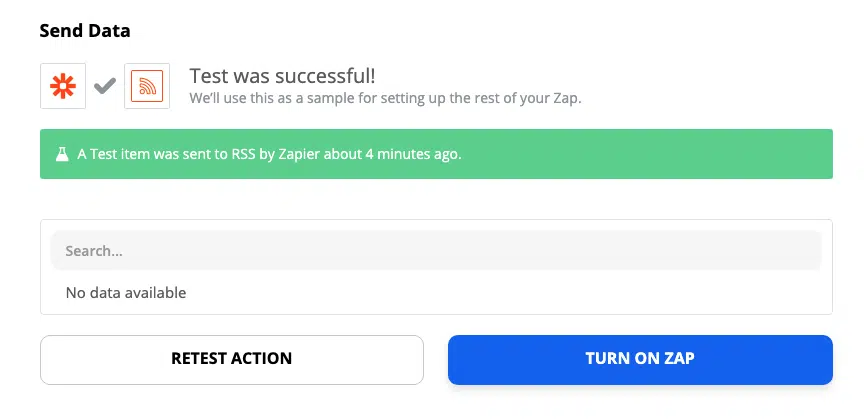 Send Data
Test was successful!
We'll use this as a sample for setting up the rest of your Zap.
A Test item was sent to RSS by Zapier about 4 minutes ago.
Search...
No data available
RETEST ACTION
TURN ON ZAP